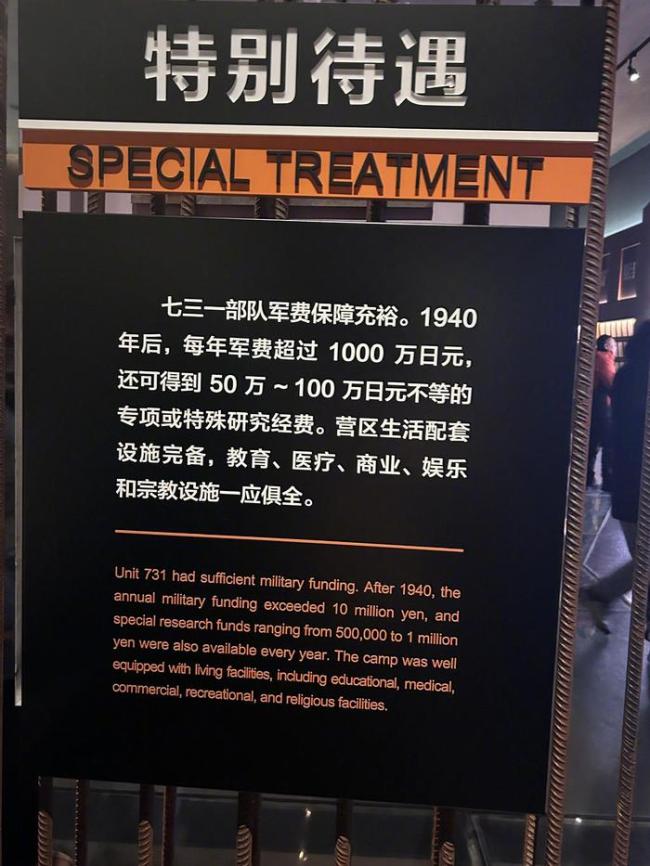 特别待遇
SPECIAL TREATMENT
七三一部队军费保障充裕。1940
年后，每年军费超过 1000 万日元，
还可得到 50 万 ~ 100 万日元不等的
专项或特殊研究经费。营区生活配套
设施完备，教育、医疗、商业、娱乐
和宗教设施一应俱全。
Unit 731 had sufficient military funding. After 1940, the
annual military funding exceeded 10 million yen, and
special research funds ranging from 500,000 to 1 million
yen were also available every year. The camp was well
equipped with living facilities, including educational, medical,
commercial, recreational, and religious facilities.